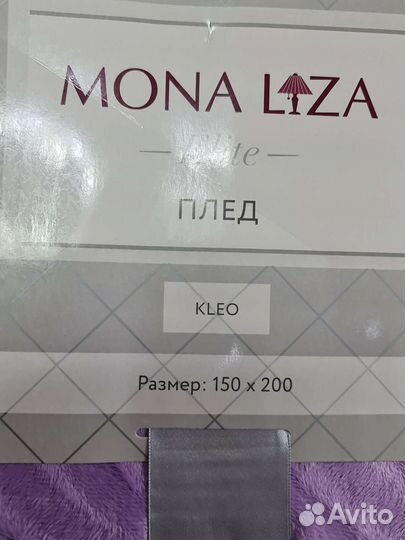 MONA LIZA
— Elite —
ПЛЕД
KLEO
Размер: 150 x 200
Avito